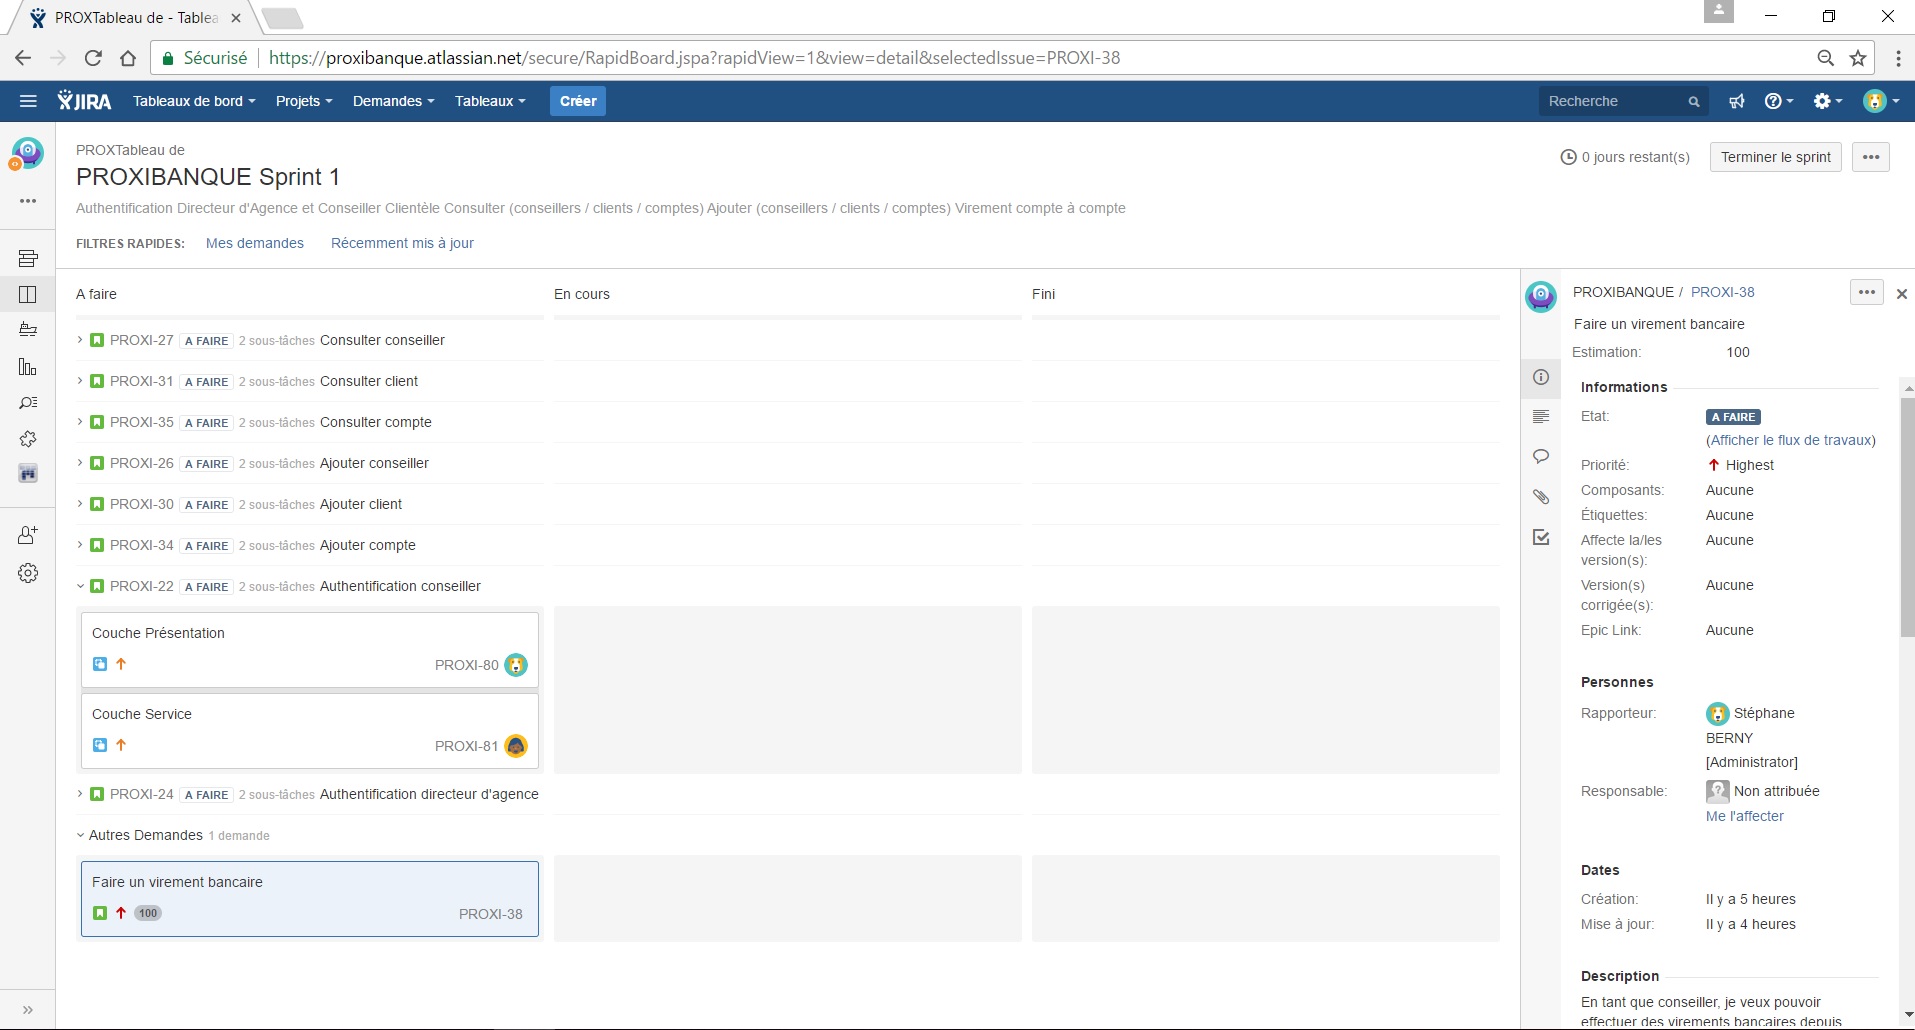 PROXTableau de - Tablea
Sécurisé https://proxibanque.atlassian.net/secure/RapidBoard.jspa?rapidView=1&view=detail&selectedIssue=PROXI-38
JIRA Tableaux de bord Projets Demandes Tableaux Créer Recherche
PROXTableau de
PROXIBANQUE Sprint 1
0 jours restant(s) Terminer le sprint
Authentification Directeur d'Agence et Conseiller Clientèle Consulter (conseillers / clients / comptes) Ajouter (conseillers / clients / comptes) Virement compte à compte
FILTRES RAPIDES: Mes demandes Récemment mis à jour
A faire En cours Fini
PROXI-27 A FAIRE 2 sous-tâches Consulter conseiller
PROXI-31 A FAIRE 2 sous-tâches Consulter client
PROXI-35 A FAIRE 2 sous-tâches Consulter compte
PROXI-26 A FAIRE 2 sous-tâches Ajouter conseiller
PROXI-30 A FAIRE 2 sous-tâches Ajouter client
PROXI-34 A FAIRE 2 sous-tâches Ajouter compte
PROXI-22 A FAIRE 2 sous-tâches Authentification conseiller
Couche Présentation
PROXI-80
Couche Service
PROXI-81
PROXI-24 A FAIRE 2 sous-tâches Authentification directeur d'agence
Autres Demandes 1 demande
Faire un virement bancaire
100 PROXI-38
PROXIBANQUE / PROXI-38
Faire un virement bancaire
Estimation: 100
Informations
Etat: A FAIRE
(Afficher le flux de travaux)
Priorité: Highest
Composants: Aucune
Étiquettes: Aucune
Affecte la/les Aucune
version(s):
Version(s) Aucune
corrigée(s):
Epic Link: Aucune
Personnes
Rapporteur: Stéphane
BERNY
[Administrator]
Responsable: Non attribuée
Me l'affecter
Dates
Création: Il y a 5 heures
Mise à jour: Il y a 4 heures
Description
En tant que conseiller, je veux pouvoir
effectuer des virements bancaires depuis